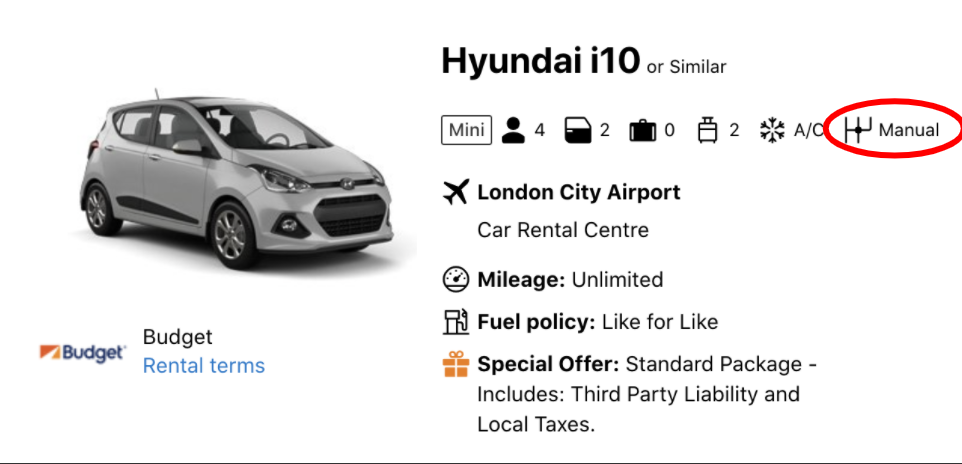 Hyundai i10 or Similar
Mini 4 2 0 2 A/C Manual
London City Airport
Car Rental Centre
Mileage: Unlimited
Fuel policy: Like for Like
Special Offer: Standard Package -
Includes: Third Party Liability and
Local Taxes.
Budget
Budget
Rental terms